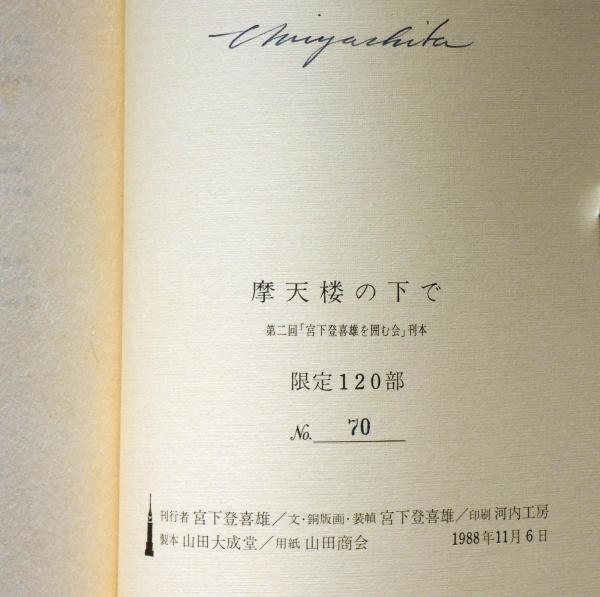 Miyashita
摩天楼の下で
第二回「宮下登喜雄を囲む会」刊本
限定120部
No. 70
刊行者 宮下登喜雄／文・銅版画・装幀 宮下登喜雄／印刷 河内工房
製本 山田大成堂／用紙 山田商会 1988年11月6日